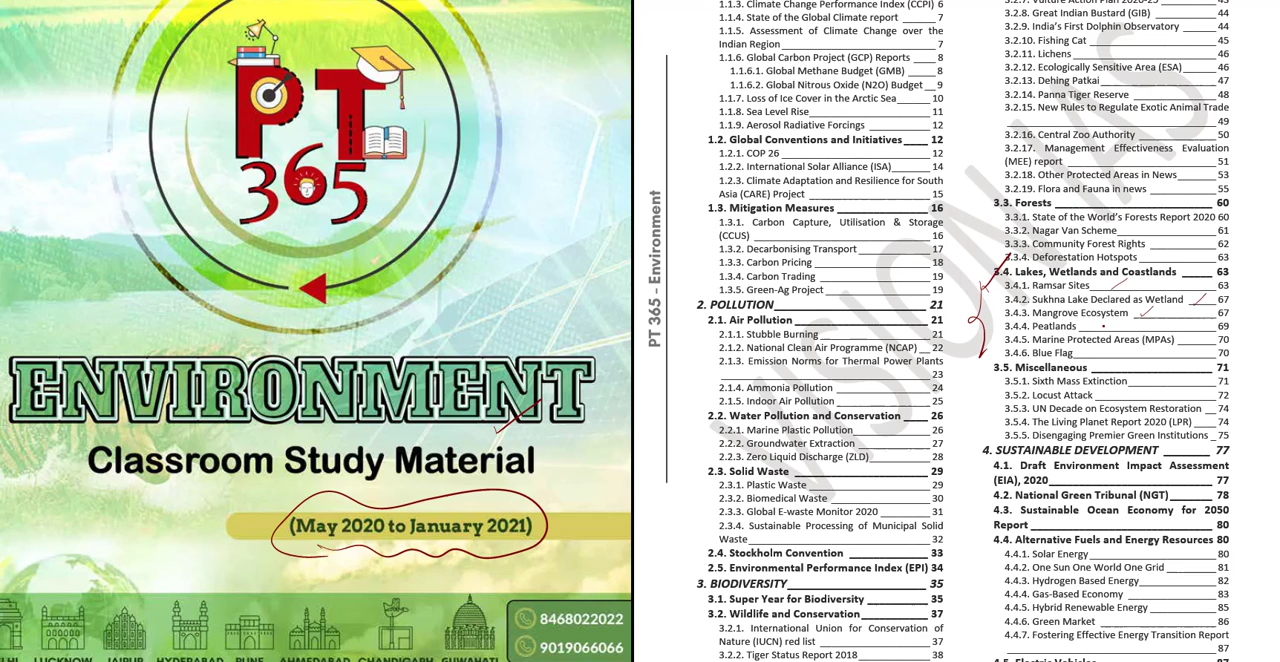 PT
365
ENVIRONMENT
Classroom Study Material
(May 2020 to January 2021)
8468022022
9019066066
LUCKNOW JAIPUR HYDERABAD PUNE AHMEDABAD CHANDIGARH GUWAHATI
PT 365 - Environment
1.1.3. Climate Change Performance Index (CCPI) 6
1.1.4. State of the Global Climate report 7
1.1.5. Assessment of Climate Change over the
Indian Region 7
1.1.6. Global Carbon Project (GCP) Reports 8
1.1.6.1. Global Methane Budget (GMB) 8
1.1.6.2. Global Nitrous Oxide (N2O) Budget 9
1.1.7. Loss of Ice Cover in the Arctic Sea 10
1.1.8. Sea Level Rise 11
1.1.9. Aerosol Radiative Forcings 12
1.2. Global Conventions and Initiatives 12
1.2.1. COP 26 12
1.2.2. International Solar Alliance (ISA) 14
1.2.3. Climate Adaptation and Resilience for South
Asia (CARE) Project 15
1.3. Mitigation Measures 16
1.3.1. Carbon Capture, Utilisation & Storage
(CCUS) 16
1.3.2. Decarbonising Transport 17
1.3.3. Carbon Pricing 18
1.3.4. Carbon Trading 19
1.3.5. Green-Ag Project 19
2. POLLUTION 21
2.1. Air Pollution 21
2.1.1. Stubble Burning 21
2.1.2. National Clean Air Programme (NCAP) 22
2.1.3. Emission Norms for Thermal Power Plants
23
2.1.4. Ammonia Pollution 24
2.1.5. Indoor Air Pollution 25
2.2. Water Pollution and Conservation 26
2.2.1. Marine Plastic Pollution 26
2.2.2. Groundwater Extraction 27
2.2.3. Zero Liquid Discharge (ZLD) 28
2.3. Solid Waste 29
2.3.1. Plastic Waste 29
2.3.2. Biomedical Waste 30
2.3.3. Global E-waste Monitor 2020 31
2.3.4. Sustainable Processing of Municipal Solid
Waste 32
2.4. Stockholm Convention 33
2.5. Environmental Performance Index (EPI) 34
3. BIODIVERSITY 35
3.1. Super Year for Biodiversity 35
3.2. Wildlife and Conservation 37
3.2.1. International Union for Conservation of
Nature (IUCN) red list 37
3.2.2. Tiger Status Report 2018 38
3.2.7. Vulture Action Plan 2020-25 43
3.2.8. Great Indian Bustard (GIB) 44
3.2.9. India's First Dolphin Observatory 44
3.2.10. Fishing Cat 45
3.2.11. Lichens 46
3.2.12. Ecologically Sensitive Area (ESA) 46
3.2.13. Dehing Patkai 47
3.2.14. Panna Tiger Reserve 48
3.2.15. New Rules to Regulate Exotic Animal Trade
49
3.2.16. Central Zoo Authority 50
3.2.17. Management Effectiveness Evaluation
(MEE) report 51
3.2.18. Other Protected Areas in News 53
3.2.19. Flora and Fauna in news 55
3.3. Forests 60
3.3.1. State of the World's Forests Report 2020 60
3.3.2. Nagar Van Scheme 61
3.3.3. Community Forest Rights 62
3.3.4. Deforestation Hotspots 63
3.4. Lakes, Wetlands and Coastlands 63
3.4.1. Ramsar Sites 63
3.4.2. Sukhna Lake Declared as Wetland 67
3.4.3. Mangrove Ecosystem 67
3.4.4. Peatlands 69
3.4.5. Marine Protected Areas (MPAs) 70
3.4.6. Blue Flag 70
3.5. Miscellaneous 71
3.5.1. Sixth Mass Extinction 71
3.5.2. Locust Attack 72
3.5.3. UN Decade on Ecosystem Restoration 74
3.5.4. The Living Planet Report 2020 (LPR) 74
3.5.5. Disengaging Premier Green Institutions 75
4. SUSTAINABLE DEVELOPMENT 77
4.1. Draft Environment Impact Assessment
(EIA), 2020 77
4.2. National Green Tribunal (NGT) 78
4.3. Sustainable Ocean Economy for 2050
Report 80
4.4. Alternative Fuels and Energy Resources 80
4.4.1. Solar Energy 80
4.4.2. One Sun One World One Grid 81
4.4.3. Hydrogen Based Energy 82
4.4.4. Gas-Based Economy 83
4.4.5. Hybrid Renewable Energy 85
4.4.6. Green Market 86
4.4.7. Fostering Effective Energy Transition Report
87
4.5. Electric Vehicles 87
VISION IAS